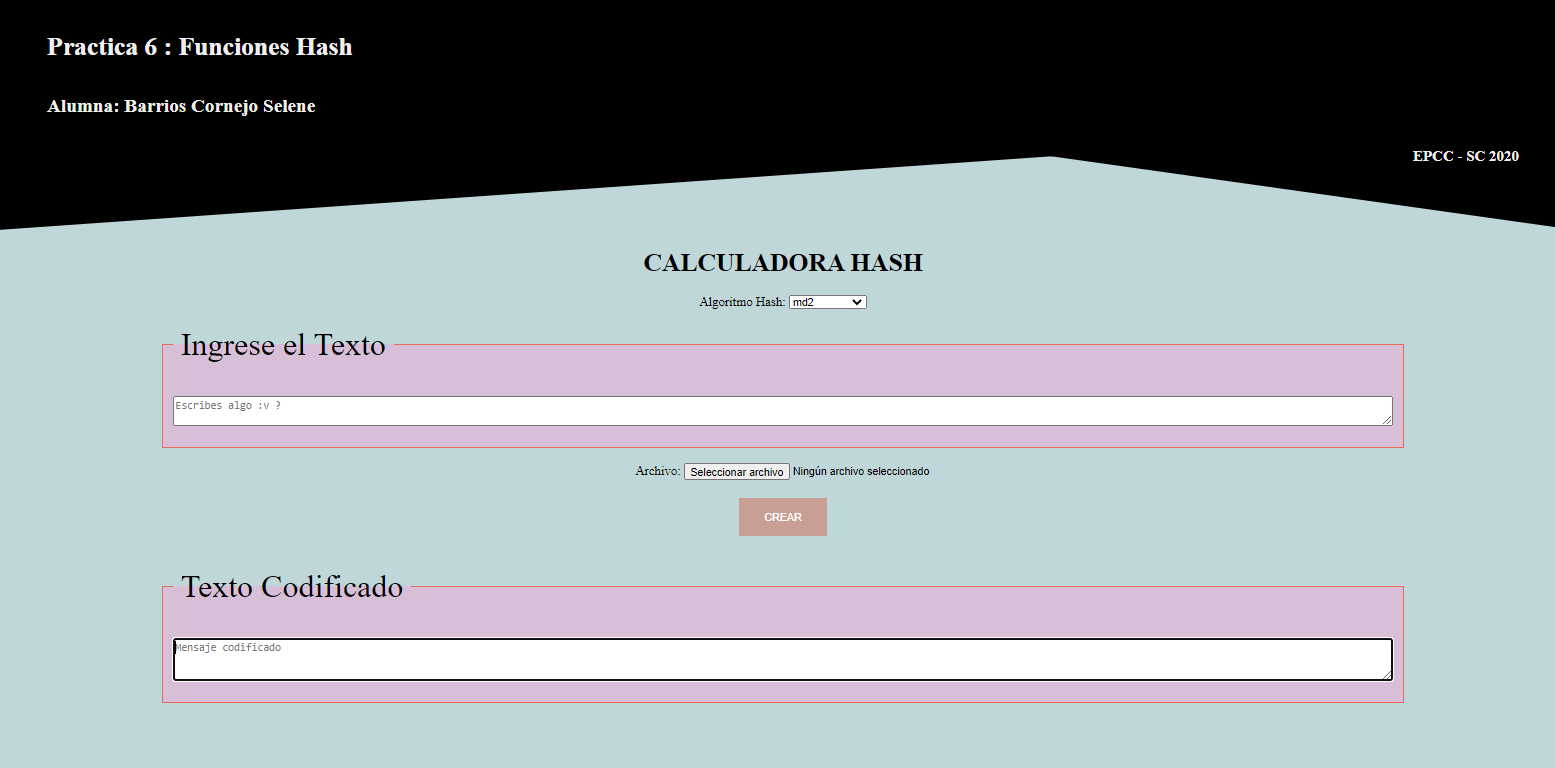 Practica 6 : Funciones Hash
Alumna: Barrios Cornejo Selene
EPCC - SC 2020
CALCULADORA HASH
Algoritmo Hash: md2
Ingrese el Texto
Escribes algo :v ?
Archivo: Seleccionar archivo Ningún archivo seleccionado
CREAR
Texto Codificado
Mensaje codificado